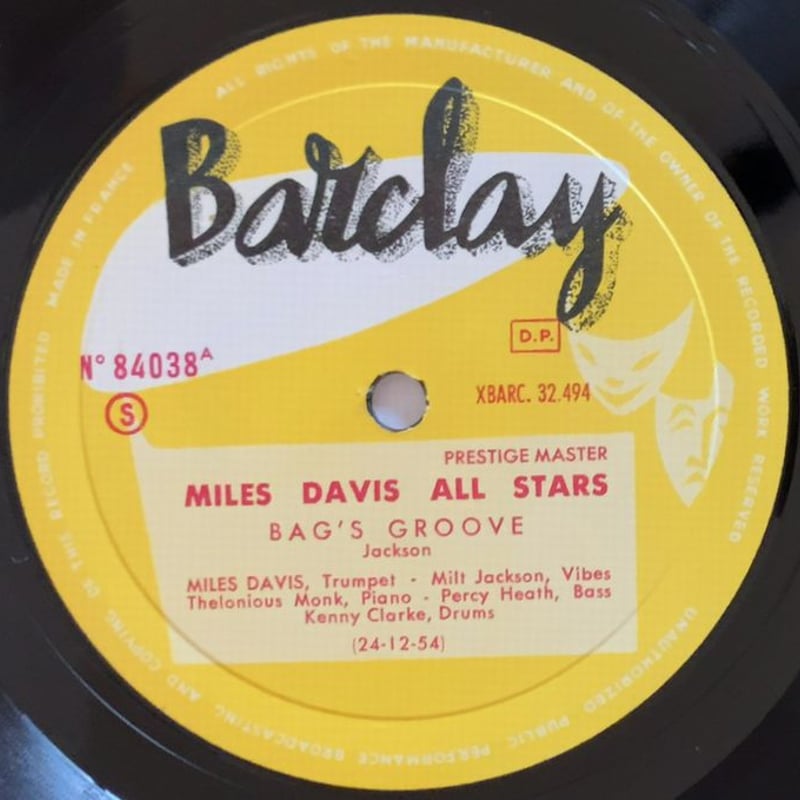 ALL RIGHTS OF THE MANUFACTURER AND OF THE OWNER OF THE RECORDED WORK RESERVED
UNAUTHORIZED PUBLIC PERFORMANCE BROADCASTING AND COPYING OF THIS RECORD PROHIBITED
MADE IN FRANCE
Barclay
D.P.
N° 84038A
XBARC. 32.494
S
PRESTIGE MASTER
MILES DAVIS ALL STARS
BAG'S GROOVE
Jackson
MILES DAVIS, Trumpet - Milt Jackson, Vibes
Thelonious Monk, Piano - Percy Heath, Bass
Kenny Clarke, Drums
(24-12-54)